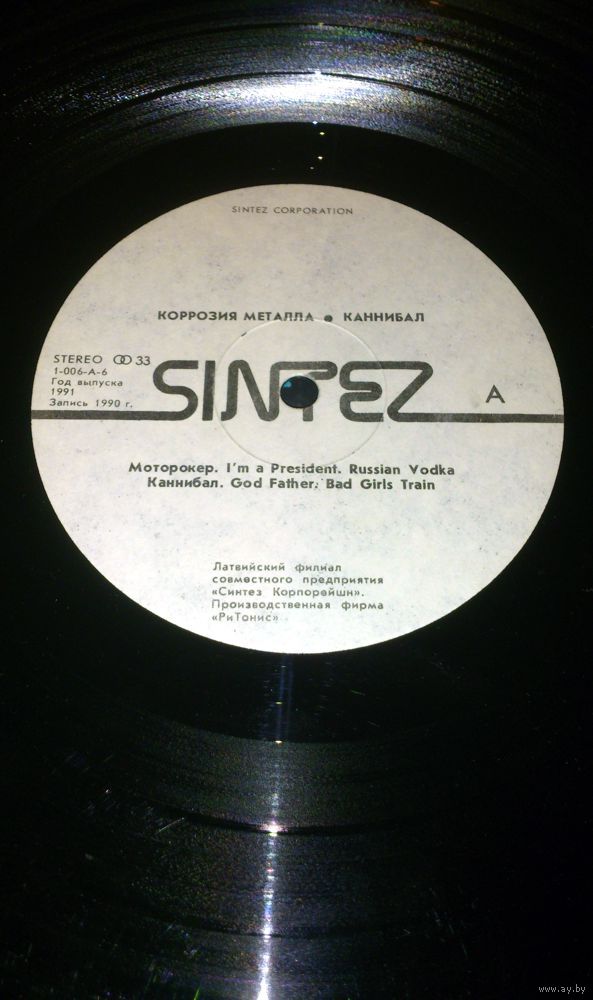 SINTEZ CORPORATION
КОРРОЗИЯ МЕТАЛЛА ● КАННИБАЛ
STEREO ꝏ 33
1-006-A-6
Год выпуска
1991
Запись 1990 г.
SINTEZ
A
Моторокер. I'm a President. Russian Vodka
Каннибал. God Father. Bad Girls Train
Латвийский филиал
совместного предприятия
«Синтез Корпорейшн».
Производственная фирма
«РиТонис»
www.ay.by